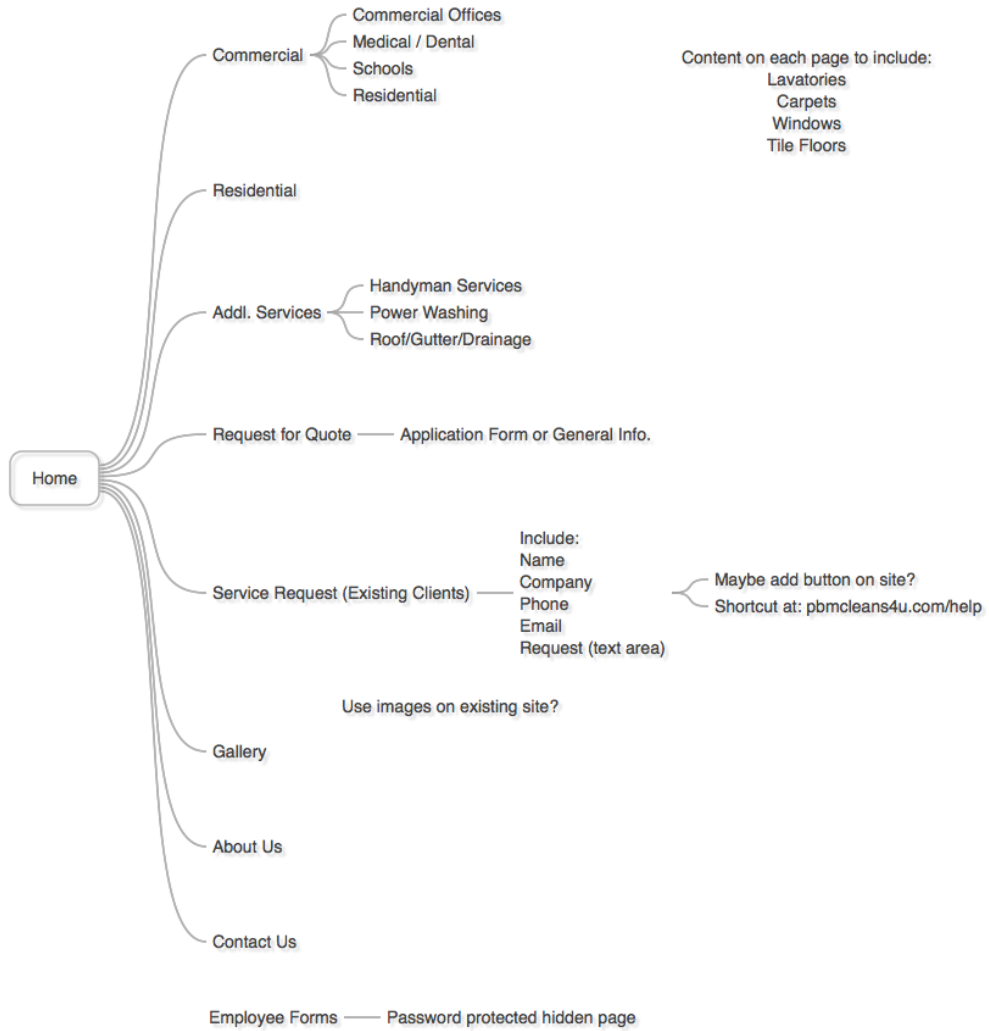 Commercial Offices
Commercial
Medical / Dental
Schools
Residential
Content on each page to include:
Lavatories
Carpets
Windows
Tile Floors
Residential
Addl. Services
Handyman Services
Power Washing
Roof/Gutter/Drainage
Request for Quote
Application Form or General Info.
Home
Service Request (Existing Clients)
Include:
Name
Company
Phone
Email
Request (text area)
Maybe add button on site?
Shortcut at: pbmcleans4u.com/help
Use images on existing site?
Gallery
About Us
Contact Us
Employee Forms
Password protected hidden page